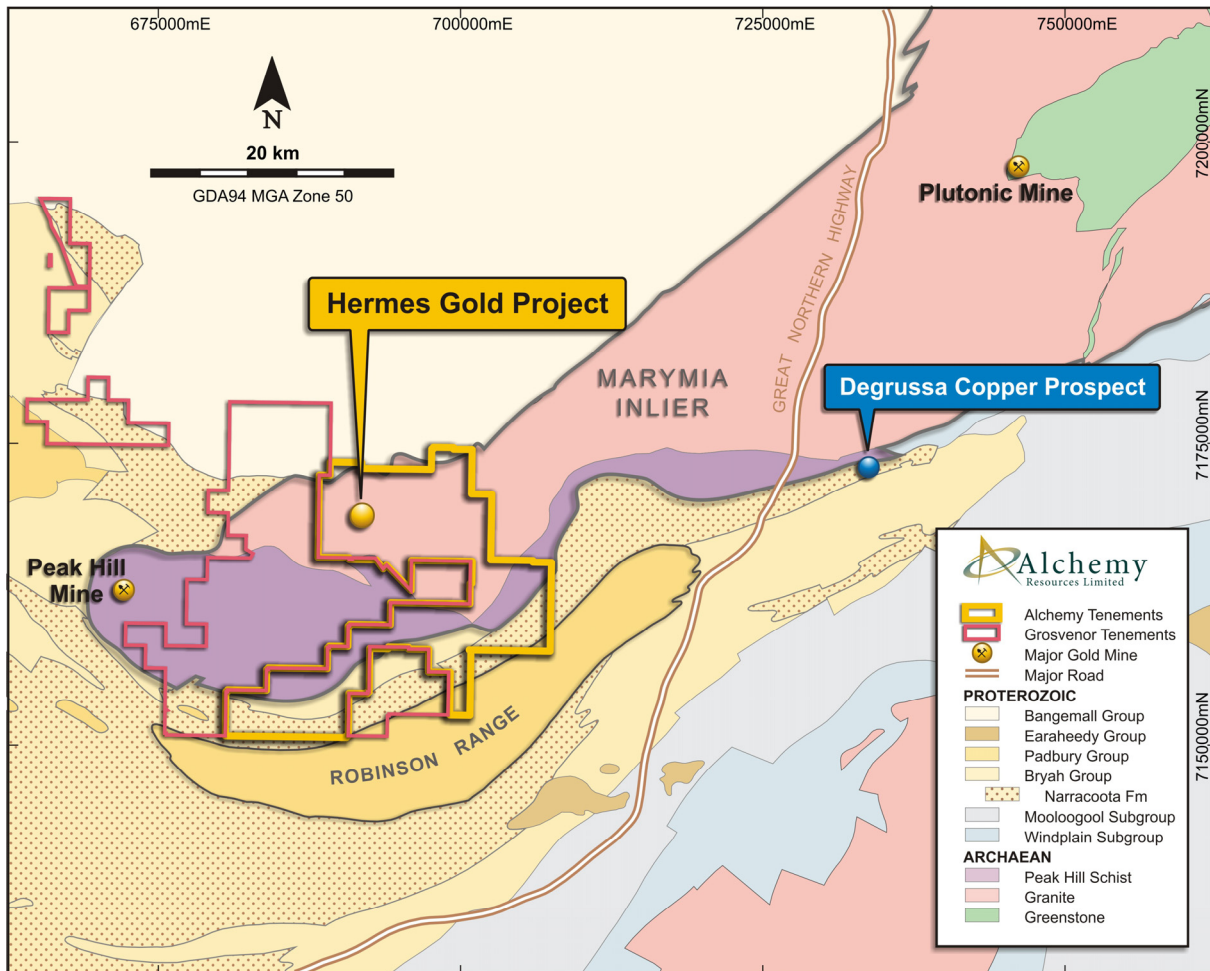 675000mE
700000mE
725000mE
750000mE
N
20 km
GDA94 MGA Zone 50
7200000mN
Plutonic Mine
GREAT NORTHERN HIGHWAY
Hermes Gold Project
MARYMIA
INLIER
Degrussa Copper Prospect
7175000mN
Peak Hill
Mine
ROBINSON RANGE
7150000mN
Alchemy
Resources Limited
Alchemy Tenements
Grosvenor Tenements
Major Gold Mine
Major Road
PROTEROZOIC
Bangemall Group
Earaheedy Group
Padbury Group
Bryah Group
Narracoota Fm
Mooloogool Subgroup
Windplain Subgroup
ARCHAEAN
Peak Hill Schist
Granite
Greenstone